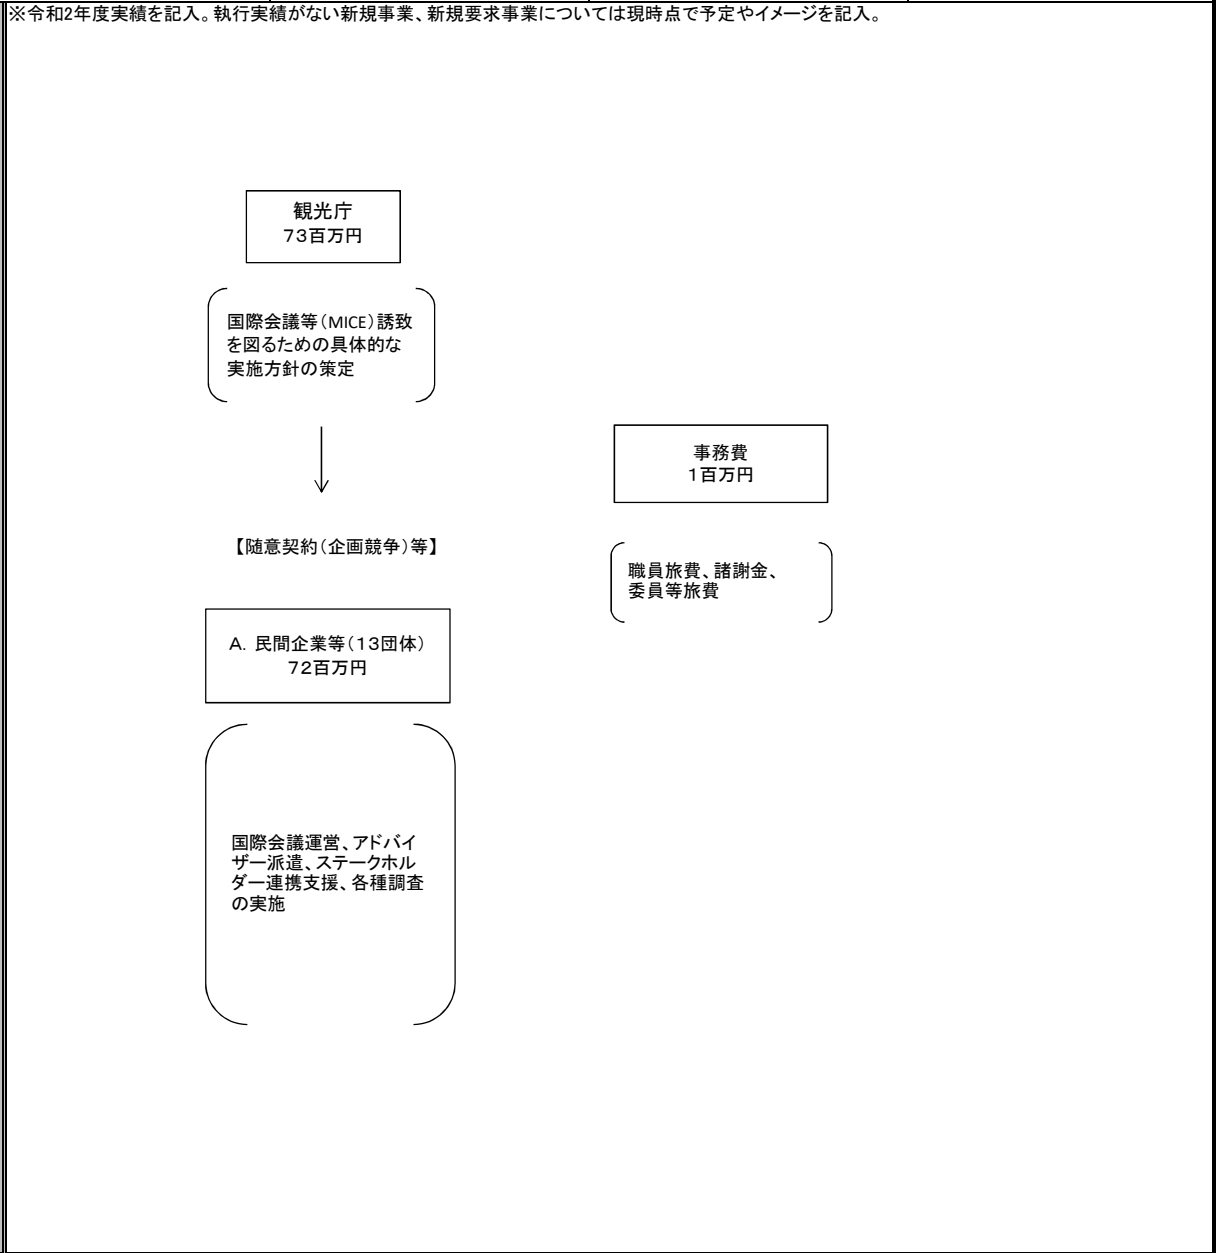 ※令和2年度実績を記入。執行実績がない新規事業、新規要求事業については現時点で予定やイメージを記入。
観光庁
73百万円
国際会議等(MICE)誘致
を図るための具体的な
実施方針の策定
事務費
1百万円
【随意契約(企画競争)等】
職員旅費、諸謝金、
委員等旅費
A. 民間企業等(13団体)
72百万円
国際会議運営、アドバイ
ザー派遣、ステークホル
ダー連携支援、各種調査
の実施